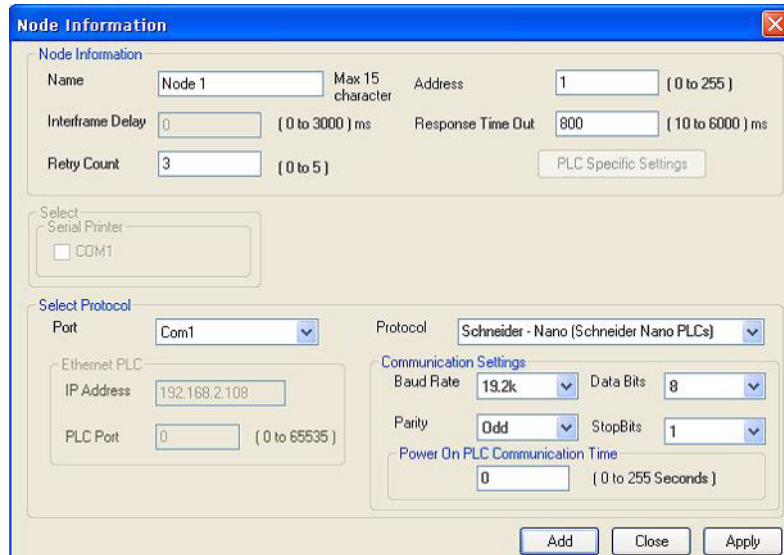 Node Information
Node Information
Name Node 1 Max 15 character Address 1 ( 0 to 255 )
Interframe Delay 0 ( 0 to 3000 ) ms Response Time Out 800 ( 10 to 6000 ) ms
Retry Count 3 ( 0 to 5 ) PLC Specific Settings
Select
Serial Printer
COM1
Select Protocol
Port Com1 Protocol Schneider - Nano (Schneider Nano PLCs)
Ethernet PLC Communication Settings
IP Address 192.168.2.108 Baud Rate 19.2k Data Bits 8
PLC Port 0 ( 0 to 65535 ) Parity Odd StopBits 1
Power On PLC Communication Time
0 ( 0 to 255 Seconds )
Add Close Apply